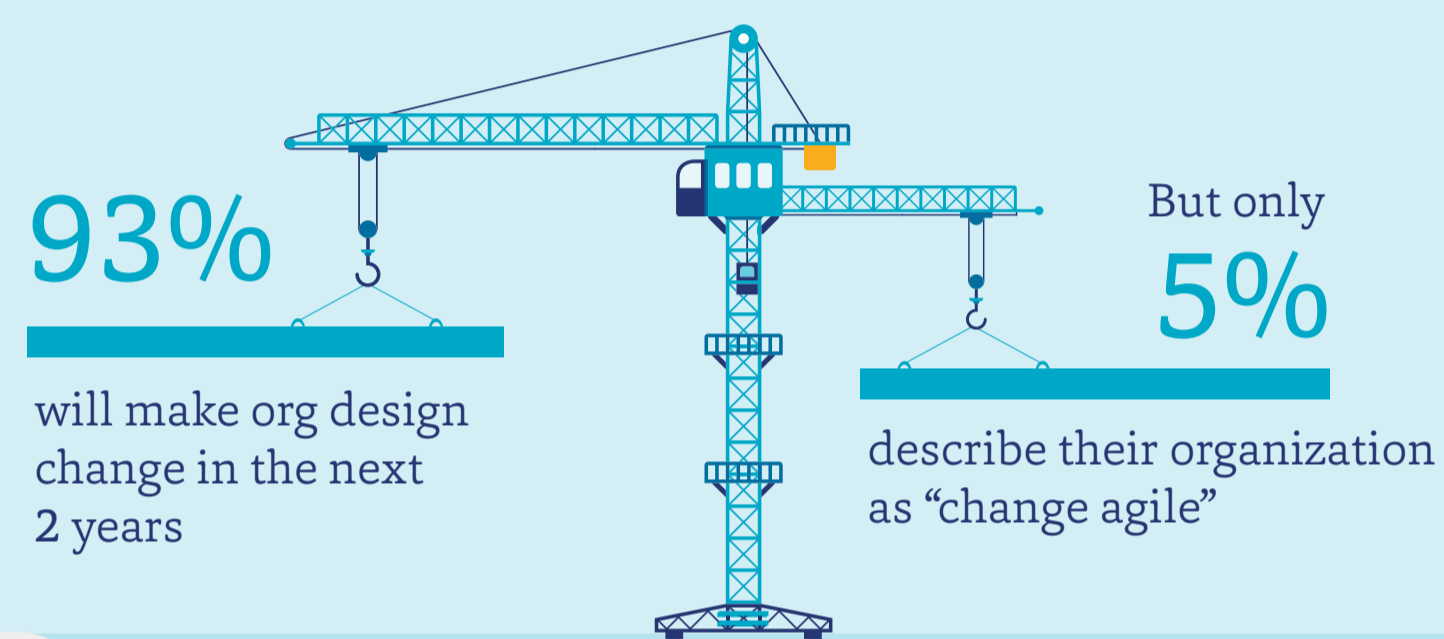 93%
will make org design
change in the next
2 years
But only
5%
describe their organization
as “change agile”